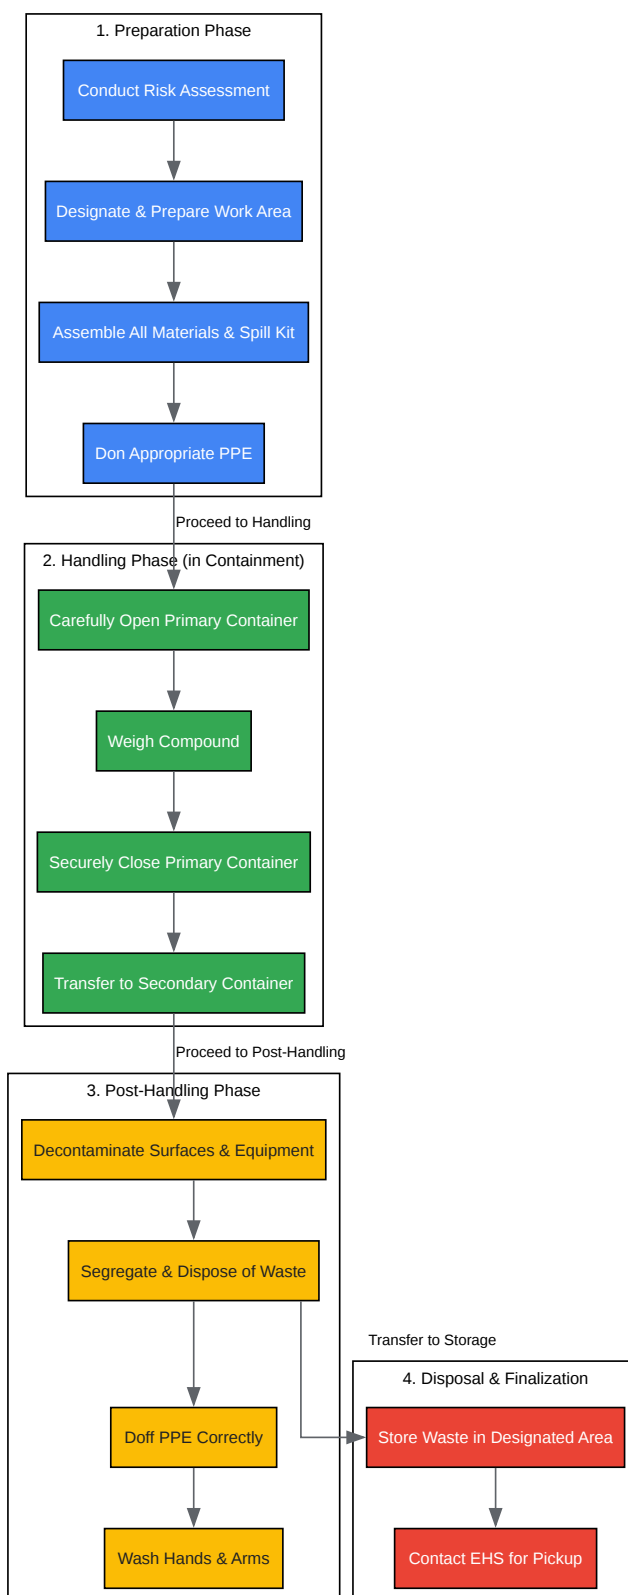 1. Preparation Phase
Conduct Risk Assessment
Designate & Prepare Work Area
Assemble All Materials & Spill Kit
Don Appropriate PPE
Proceed to Handling
2. Handling Phase (in Containment)
Carefully Open Primary Container
Weigh Compound
Securely Close Primary Container
Transfer to Secondary Container
Proceed to Post-Handling
3. Post-Handling Phase
Decontaminate Surfaces & Equipment
Segregate & Dispose of Waste
Transfer to Storage
4. Disposal & Finalization
Doff PPE Correctly
Store Waste in Designated Area
Wash Hands & Arms
Contact EHS for Pickup